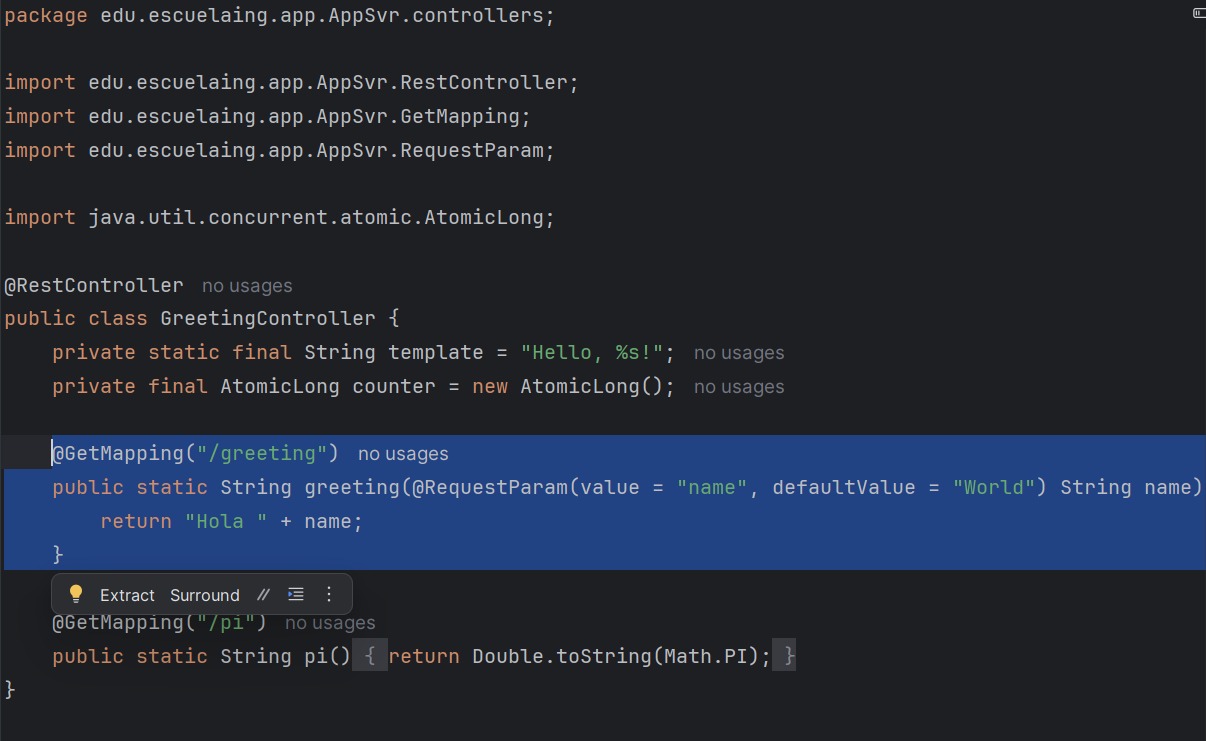 package edu.escuelaing.app.AppSvr.controllers;
import edu.escuelaing.app.AppSvr.RestController;
import edu.escuelaing.app.AppSvr.GetMapping;
import edu.escuelaing.app.AppSvr.RequestParam;
import java.util.concurrent.atomic.AtomicLong;
@RestController no usages
public class GreetingController {
    private static final String template = "Hello, %s!"; no usages
    private final AtomicLong counter = new AtomicLong(); no usages
    @GetMapping("/greeting") no usages
    public static String greeting(@RequestParam(value = "name", defaultValue = "World") String name)
        return "Hola " + name;
    }
Extract Surround //
    @GetMapping("/pi") no usages
    public static String pi() { return Double.toString(Math.PI); }
}